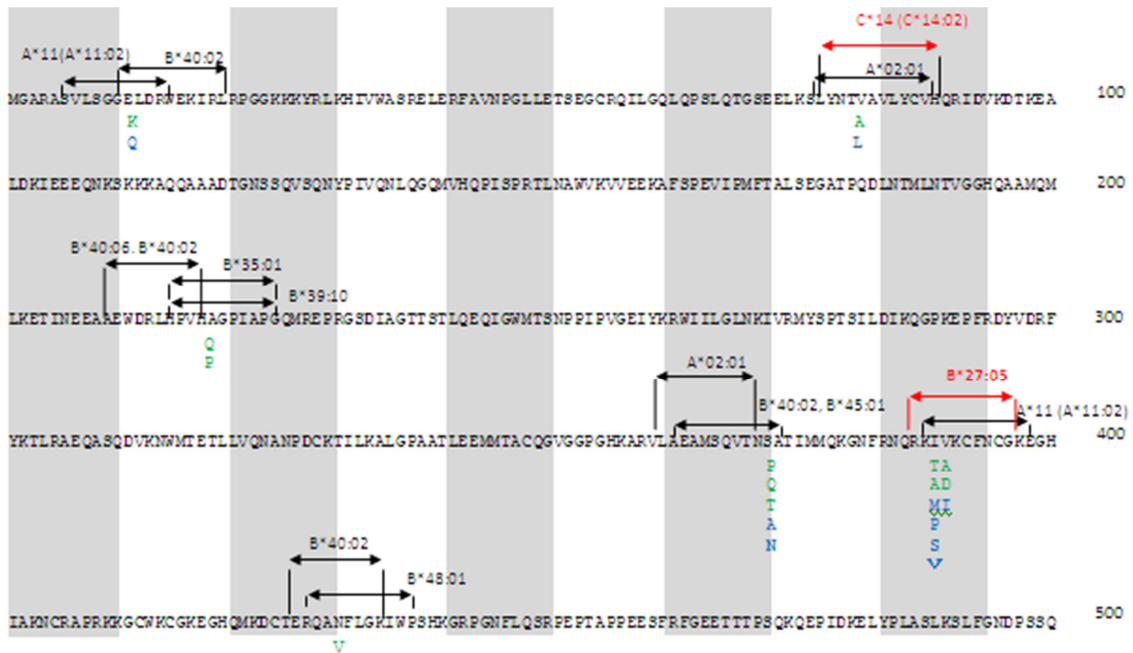 C*14 (C*14:02)
A*11(A*11:02) B*40:02 A*02:01
MGARASVLSGGELDRWEKIRLRPGGKKKYRLKHIVWASRELERFAVNPGLLETSEGCRQILGQLQPSLQTGSEELKSLYNTVAVLYCVHQRIDVKDTKEA 100
K A
Q L
LDKIEEEQNKSKKKAQQAAADTGNSSQVSQNYPIVQNLQGQMVHQPISPRTLNAWVKVVEEKAFSPEVIPMFTALSEGATPQDLNTMLNTVGGHQAAMQM 200
B*40:06. B*40:02
B*35:01
B*39:10
LKETINEEAAEWDRLHPVHAGPIAPGQMREPRGSDIAGTTSTLQEQIGWMTSNPPIPVGEIYKRWIILGLNKIVRMYSPTSILDIKQGPKEPFRDYVDRF 300
Q
P
A*02:01 B*27:05
B*40:02, B*45:01 A*11 (A*11:02)
YKTLRAEQASQDVKNWMTETLLVQNANPDCKTILKALGPAATLEEMMTACQGVGGPGHKARVLAEAMSQVTNSATIMMQKGNFRNQRKIVKCFNCGKEGH 400
P TA
Q AD
T MI
A P
N S
V
B*40:02
B*48:01
IAKNCRAPRKKGCWKCGKEGHQMKDCTERQANFLGKIWPSHKGRPGNFLQSRPEPTAPPEESFRFGEETTTPSQKQEPIDKELYPLASLKSLFGNDPSSQ 500
V